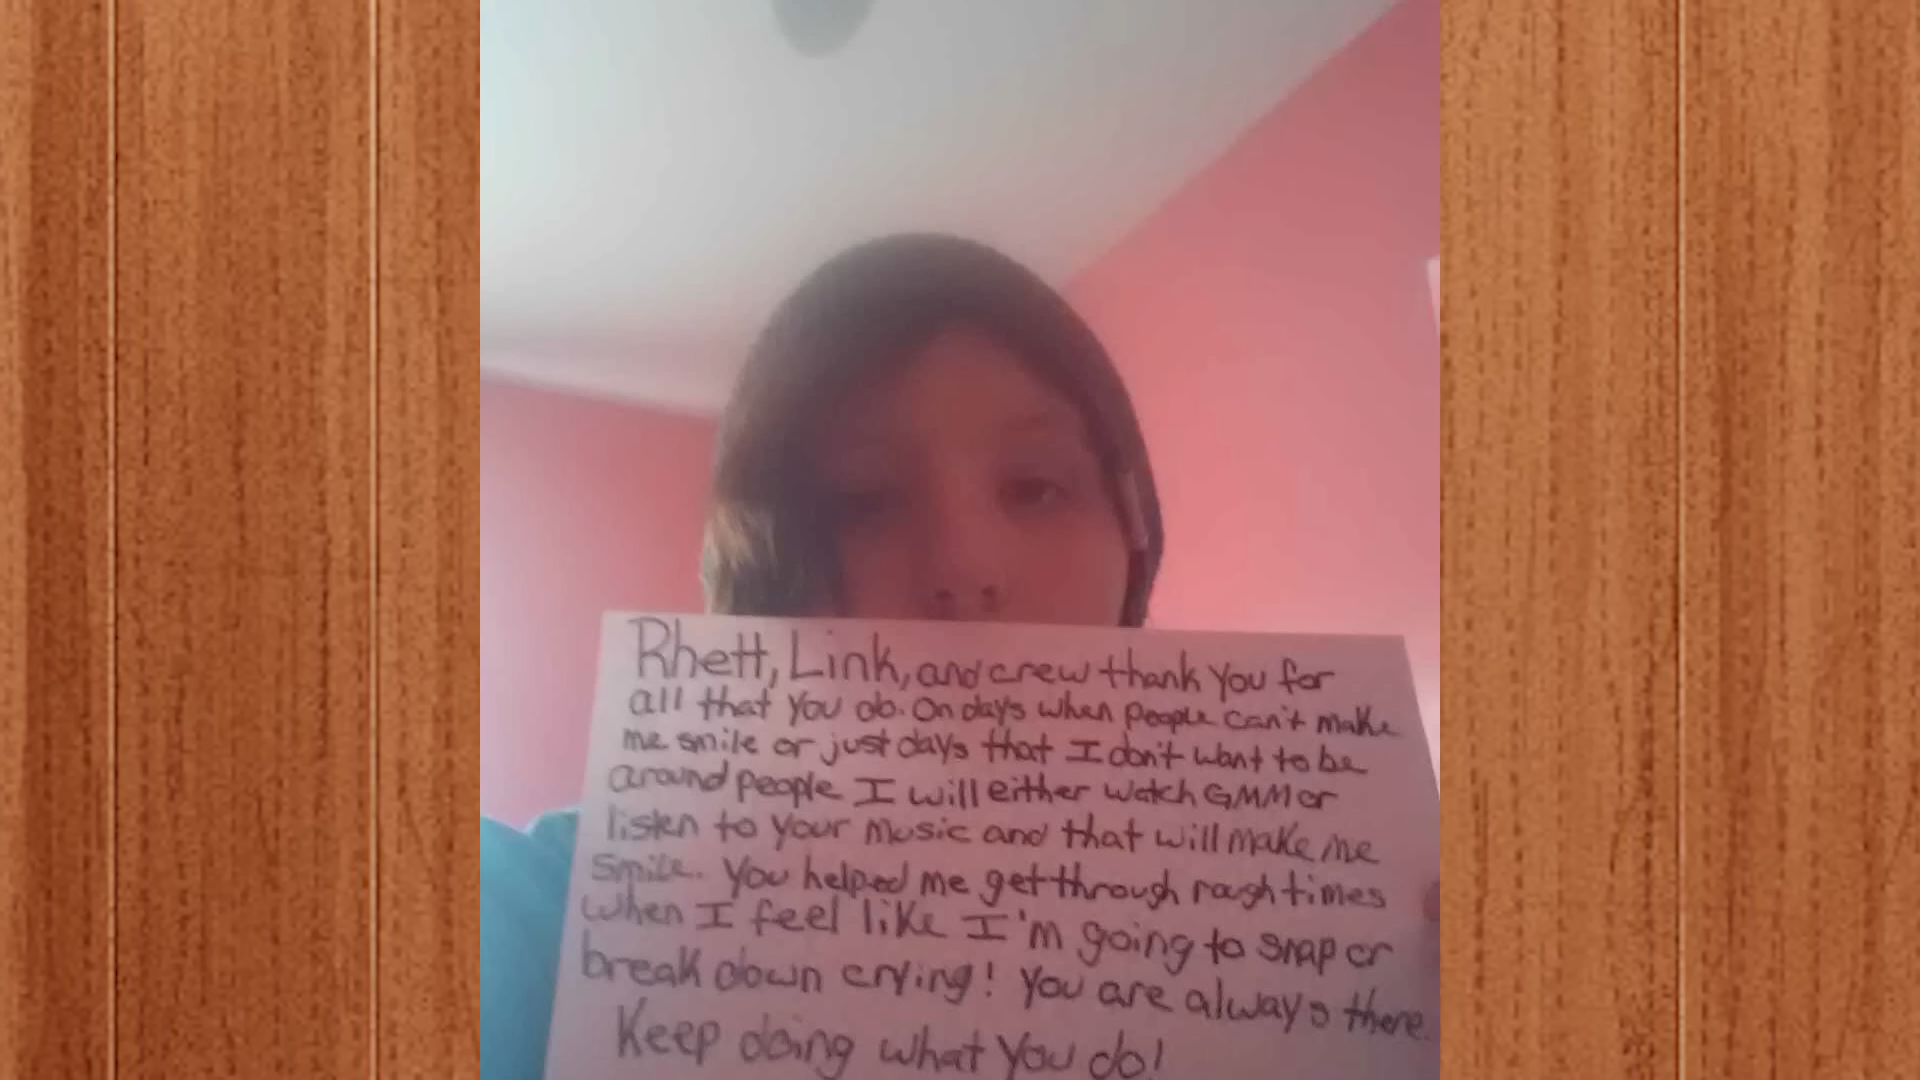 Rhett, Link, and crew thank you for
all that you do. On days when people can't make
me smile or just days that I don't want to be
around people I will either watch GMM or
listen to your music and that will make me
smile. You helped me get through rough times
when I feel like I'm going to snap or
break down crying! You are always there.
Keep doing what you do!